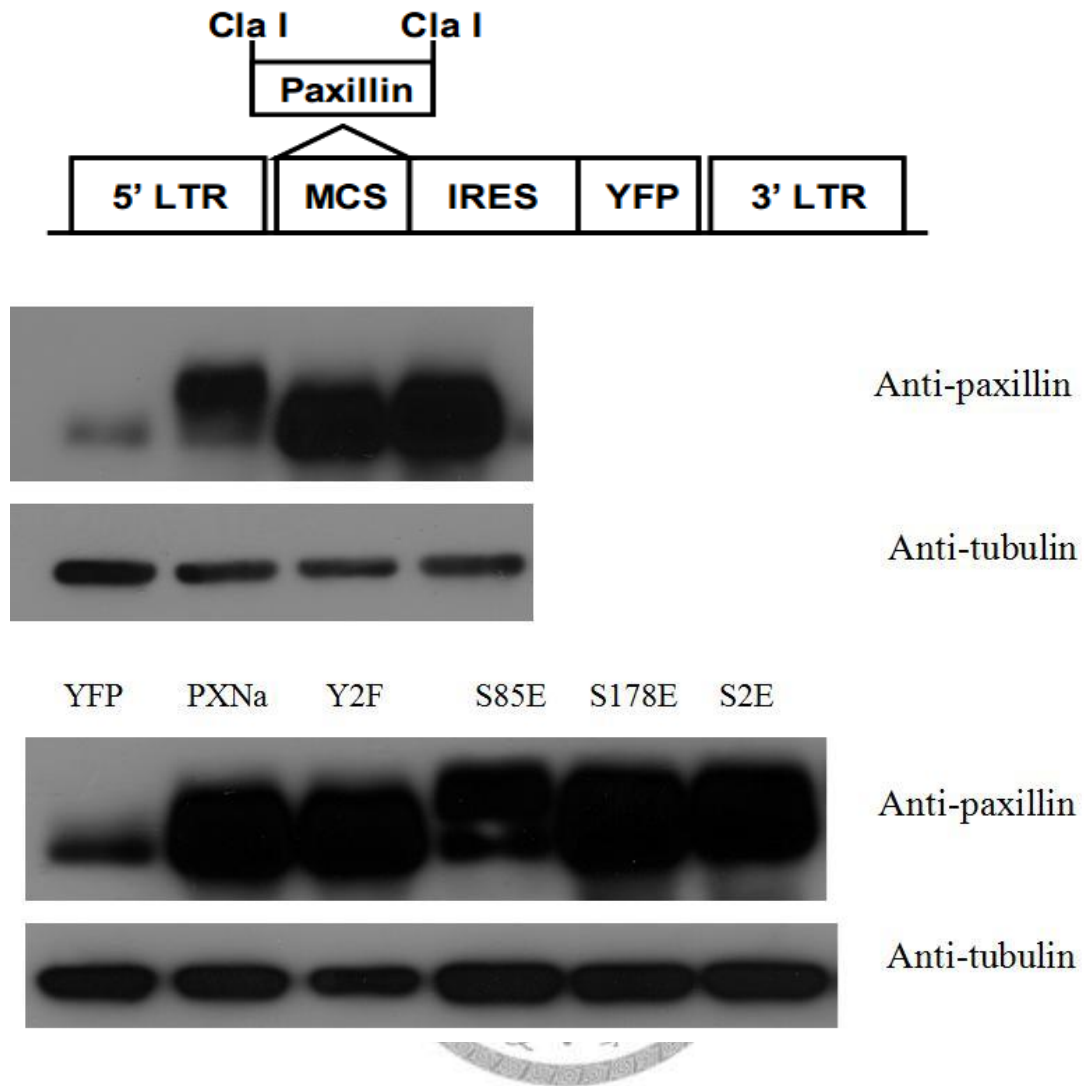 Cla I Cla I
Paxillin
5' LTR MCS IRES YFP 3' LTR
Anti-paxillin
Anti-tubulin
YFP PXNa Y2F S85E S178E S2E
Anti-paxillin
Anti-tubulin